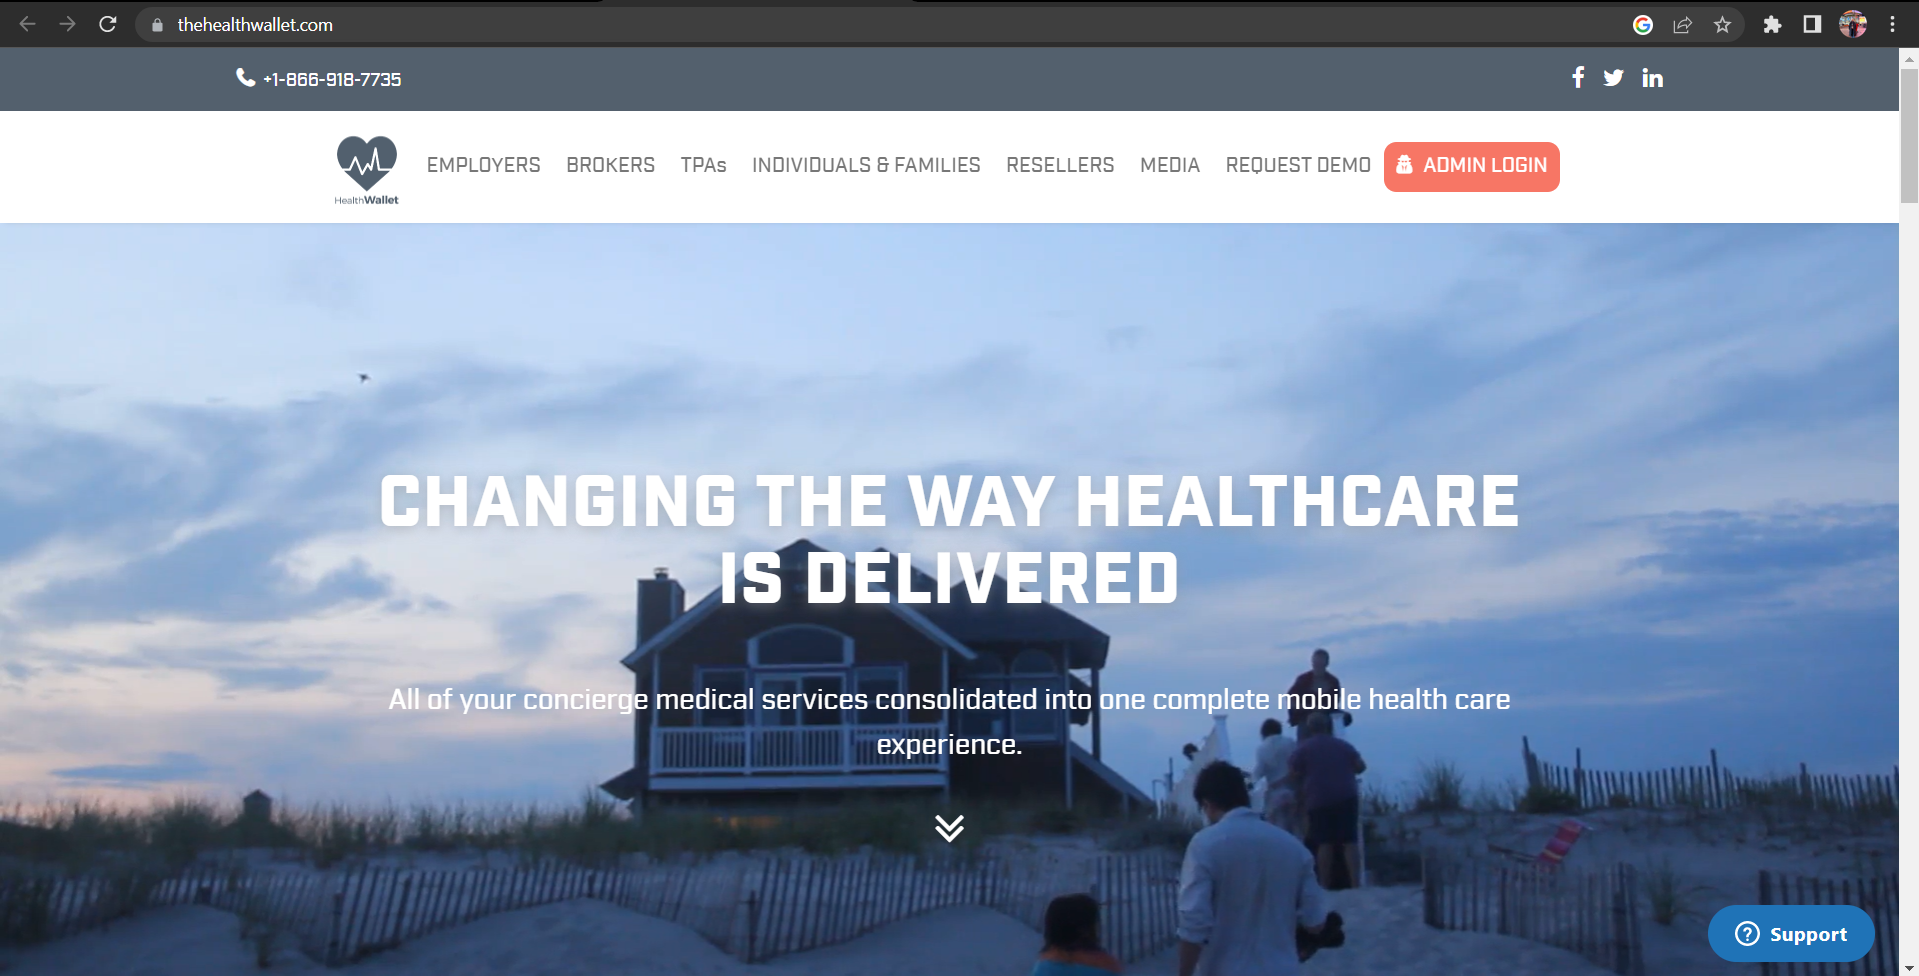 thehealthwallet.com
+1-866-918-7735
HealthWallet
EMPLOYERS BROKERS TPAs INDIVIDUALS & FAMILIES RESELLERS MEDIA REQUEST DEMO ADMIN LOGIN
CHANGING THE WAY HEALTHCARE
IS DELIVERED
All of your concierge medical services consolidated into one complete mobile health care
experience.
Support